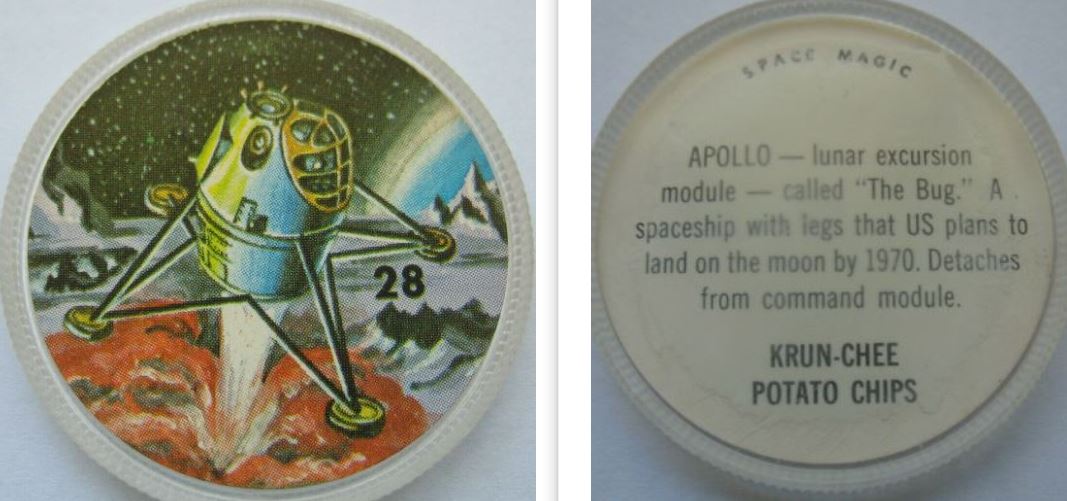 28
SPACE MAGIC
APOLLO — lunar excursion
module — called "The Bug." A
spaceship with legs that US plans to
land on the moon by 1970. Detaches
from command module.
KRUN-CHEE
POTATO CHIPS